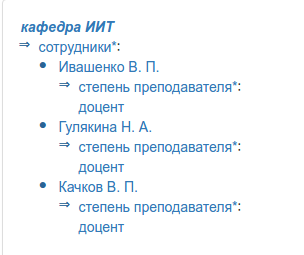 кафедра ИИТ
⇒ сотрудники*:
• Ивашенко В. П.
⇒ степень преподавателя*:
доцент
• Гулякина Н. А.
⇒ степень преподавателя*:
доцент
• Качков В. П.
⇒ степень преподавателя*:
доцент